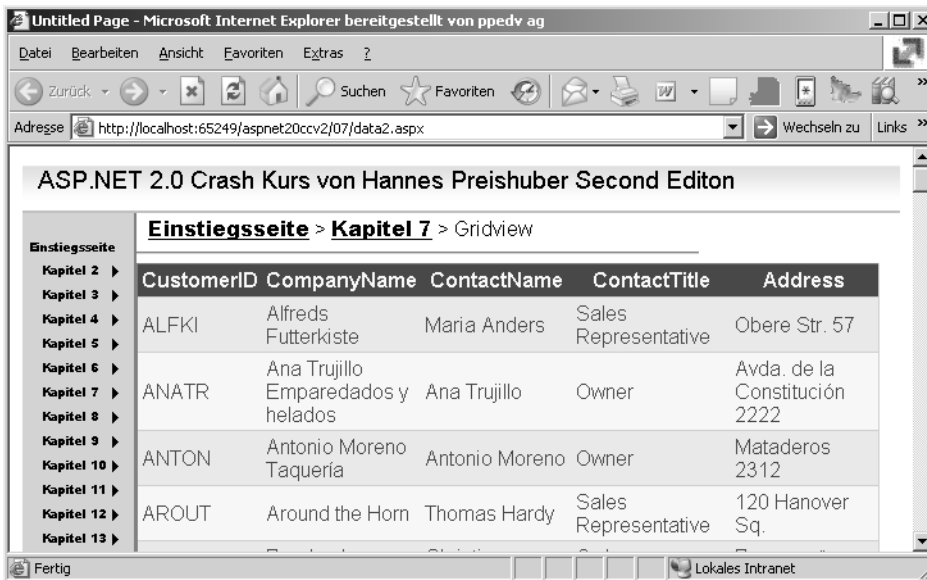 Untitled Page - Microsoft Internet Explorer bereitgestellt von ppedv ag
Datei Bearbeiten Ansicht Favoriten Extras ?
Zurück Suchen Favoriten
Adresse http://localhost:65249/aspnet20ccv2/07/data2.aspx Wechseln zu Links
ASP.NET 2.0 Crash Kurs von Hannes Preishuber Second Editon
Einstiegsseite
Kapitel 2
Kapitel 3
Kapitel 4
Kapitel 5
Kapitel 6
Kapitel 7
Kapitel 8
Kapitel 9
Kapitel 10
Kapitel 11
Kapitel 12
Kapitel 13
Einstiegsseite > Kapitel 7 > Gridview
CustomerID CompanyName ContactName ContactTitle Address
ALFKI Alfreds Futterkiste Maria Anders Sales Representative Obere Str. 57
ANATR Ana Trujillo Emparedados y helados Ana Trujillo Owner Avda. de la Constitución 2222
ANTON Antonio Moreno Taquería Antonio Moreno Owner Mataderos 2312
AROUT Around the Horn Thomas Hardy Sales Representative 120 Hanover Sq.
Fertig Lokales Intranet